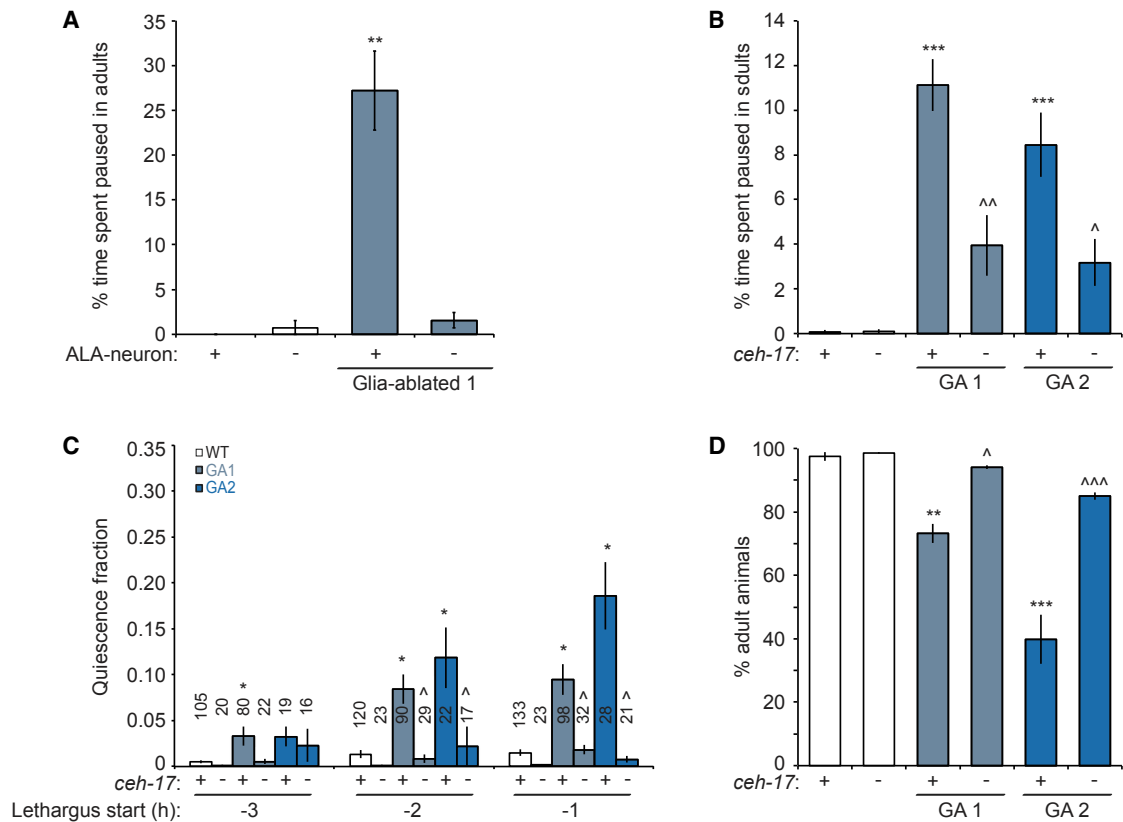 A
% time spent paused in adults
35
30
25
20
15
10
5
0
**
ALA-neuron: + - + -
Glia-ablated 1
B
% time spent paused in sdults
14
12
10
8
6
4
2
0
***
^^
***
^
ceh-17: + - + - + -
GA 1 GA 2
C
Quiescence fraction
0.35
0.30
0.25
0.20
0.15
0.10
0.05
0
WT
GA1
GA2
* * * * *
^ ^ ^ ^
105 20 80 22 19 16 120 23 90 29 22 17 133 23 98 32 28 21
ceh-17: + - + - + - + - + - + - + - + - + -
Lethargus start (h): -3 -2 -1
D
% adult animals
100
80
60
40
20
0
**
^
***
^^^
ceh-17: + - + - + -
GA 1 GA 2